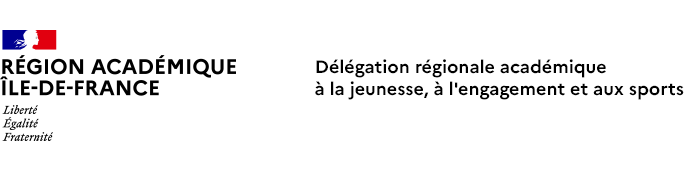 RÉGION ACADÉMIQUE
ÎLE-DE-FRANCE
Liberté
Égalité
Fraternité
Délégation régionale académique
à la jeunesse, à l'engagement et aux sports